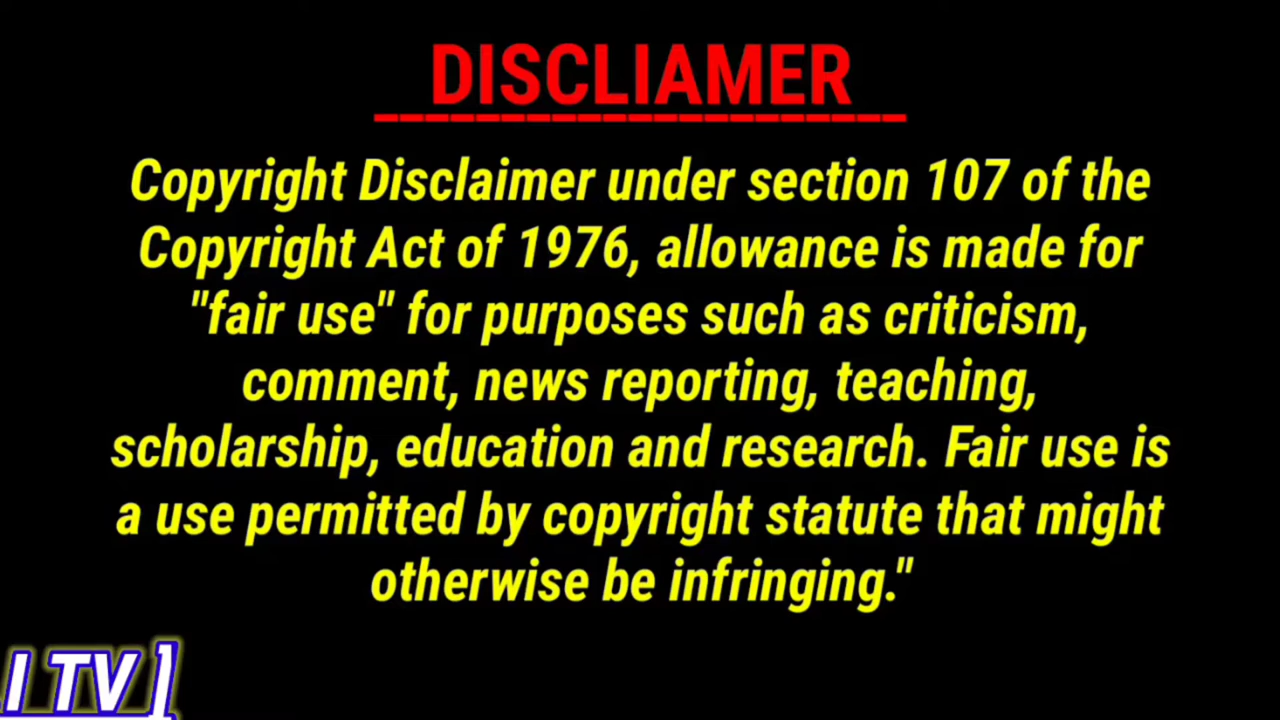 DISCLIAMER
Copyright Disclaimer under section 107 of the
Copyright Act of 1976, allowance is made for
"fair use" for purposes such as criticism,
comment, news reporting, teaching,
scholarship, education and research. Fair use is
a use permitted by copyright statute that might
otherwise be infringing."
I TV ]